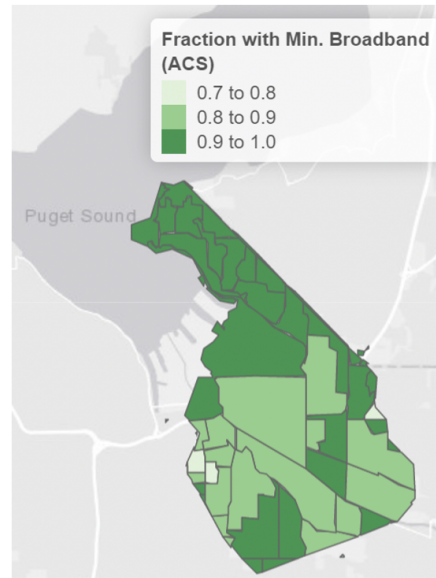 Fraction with Min. Broadband
(ACS)
0.7 to 0.8
0.8 to 0.9
0.9 to 1.0
Puget Sound